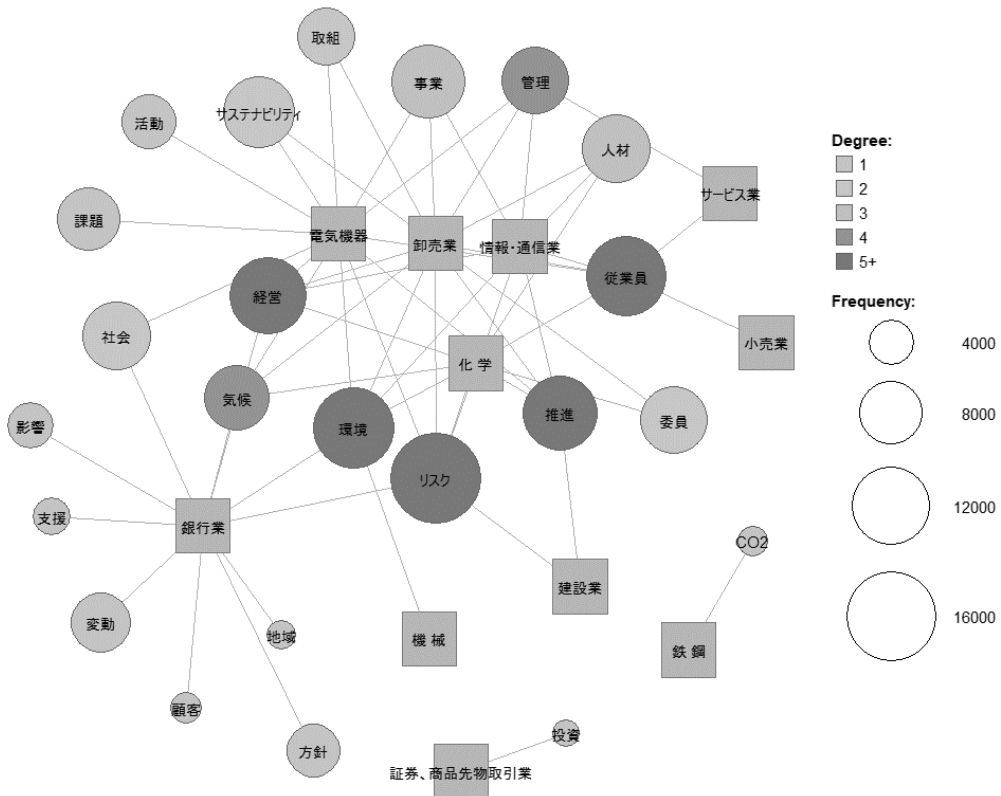 取組
事業
管理
サステナビリティ
活動
人材
サービス業
課題
電気機器
卸売業
情報・通信業
従業員
経営
社会
小売業
化 学
気候
環境
推進
委員
影響
リスク
支援
銀行業
CO2
建設業
変動
地域
機 械
鉄 鋼
顧客
方針
投資
証券、商品先物取引業
Degree:
1
2
3
4
5+
Frequency:
4000
8000
12000
16000